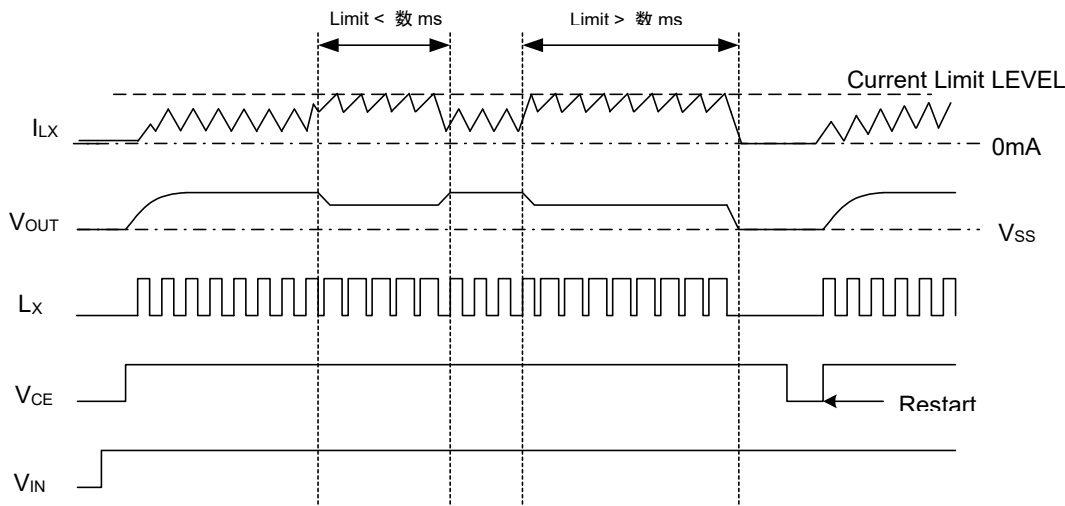 Limit < 数 ms
Limit > 数 ms
Current Limit LEVEL
ILX
0mA
VOUT
VSS
LX
VCE
Restart
VIN